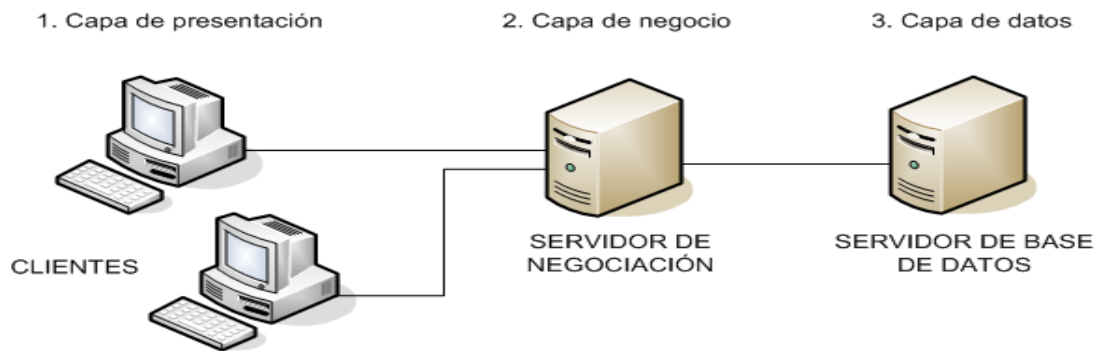 1. Capa de presentación
2. Capa de negocio
3. Capa de datos
CLIENTES
SERVIDOR DE
NEGOCIACIÓN
SERVIDOR DE BASE
DE DATOS